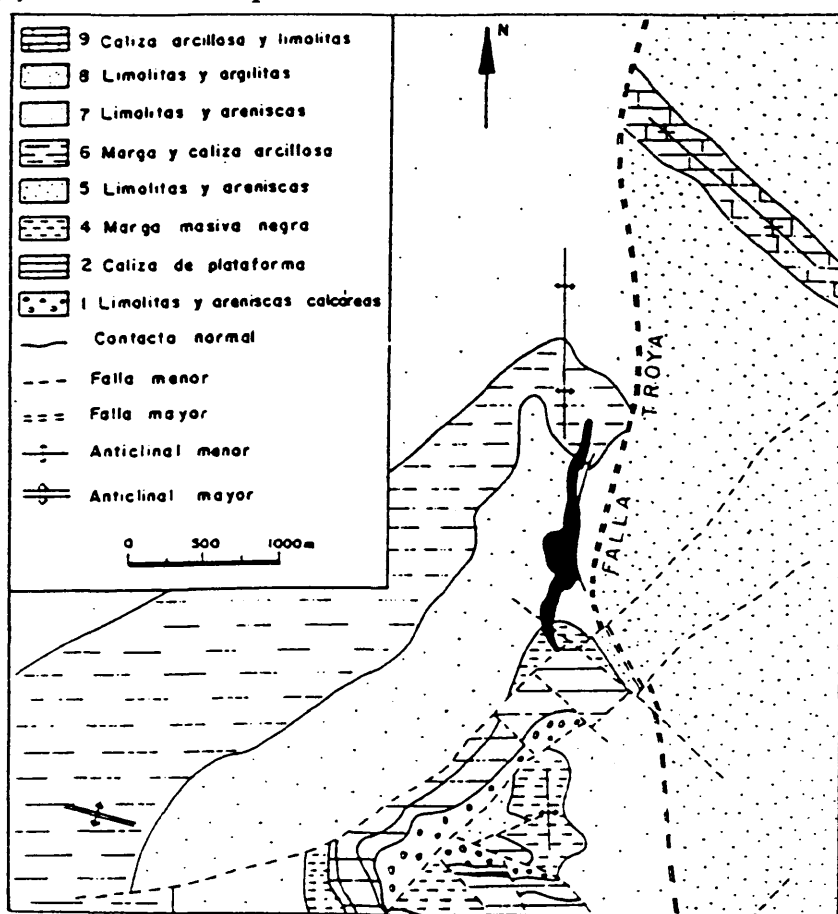 9 Caliza arcillosa y limolitas
8 Limolitas y argilitas
7 Limolitas y areniscas
6 Marga y caliza arcillosa
5 Limolitas y areniscas
4 Marga masiva negra
2 Caliza de plataforma
1 Limolitas y areniscas calcáreas
Contacta normal
Falla menor
Falla mayor
Anticlinal menor
Anticlinal mayor
0 500 1000m
N
FALLA TROYA